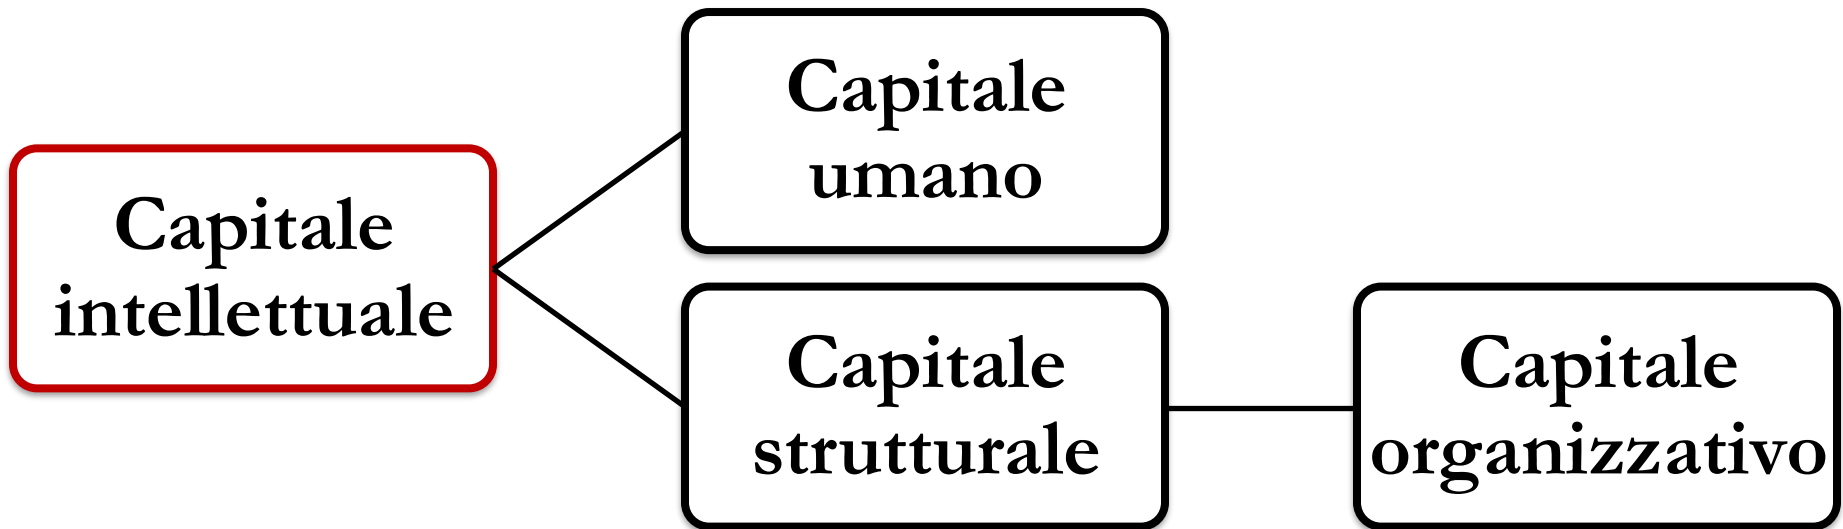 Capitale
intellettuale
Capitale
umano
Capitale
strutturale
Capitale
organizzativo